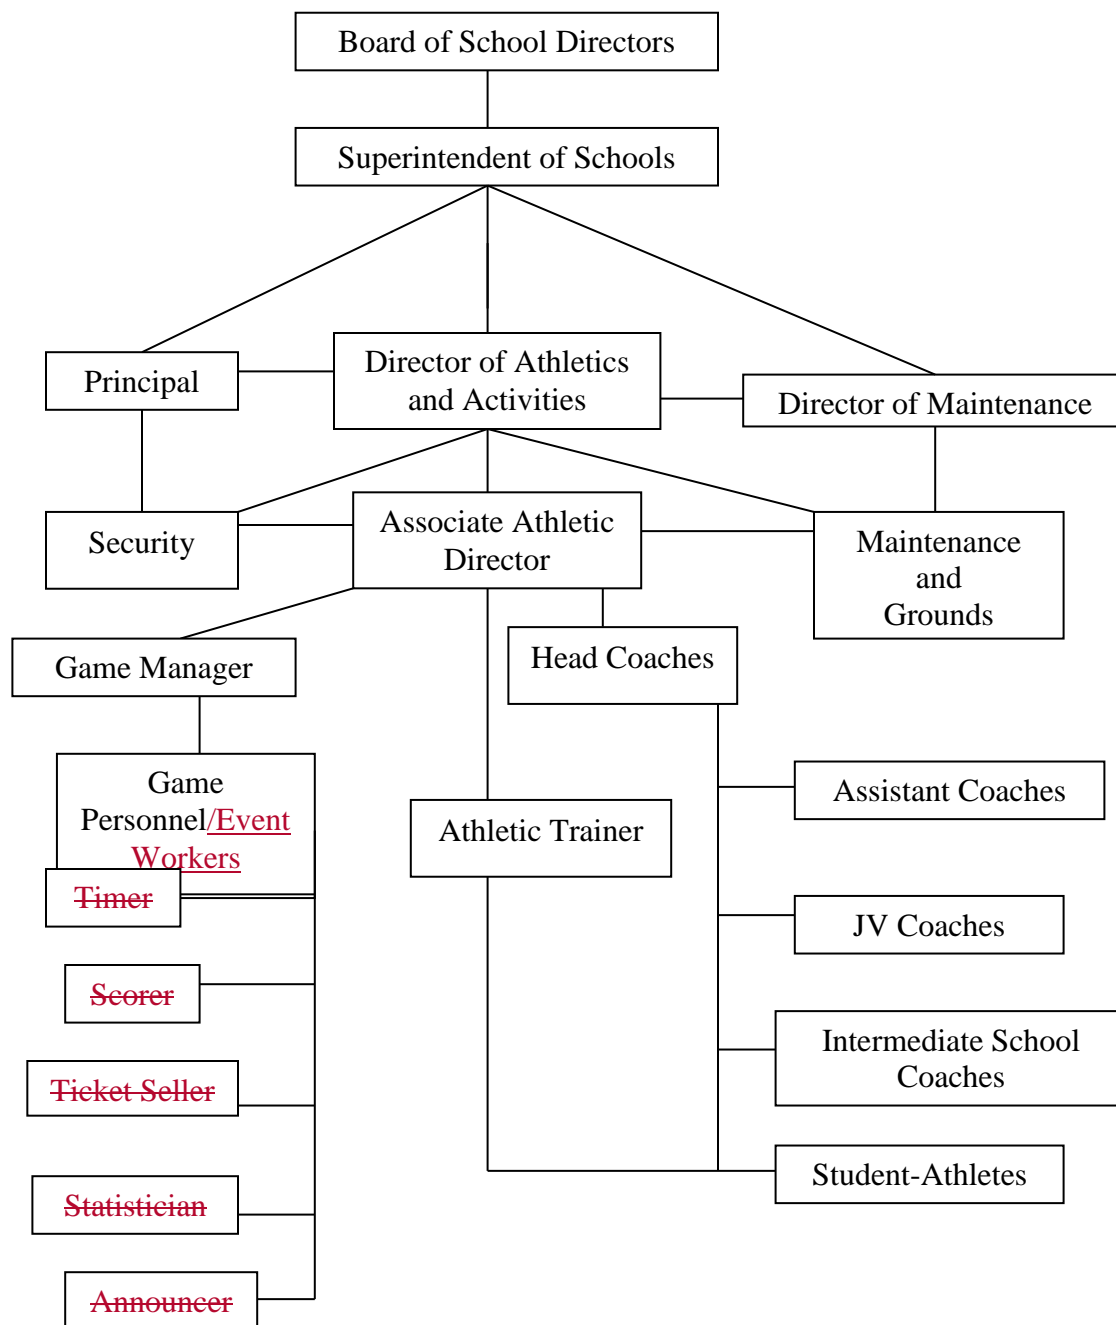 Board of School Directors
Superintendent of Schools
Principal
Director of Athletics
and Activities
Director of Maintenance
Security
Associate Athletic
Director
Maintenance
and
Grounds
Game Manager
Head Coaches
Game
Personnel/Event
Workers
Athletic Trainer
Assistant Coaches
Timer
JV Coaches
Scorer
Intermediate School
Coaches
Ticket Seller
Student-Athletes
Statistician
Announcer